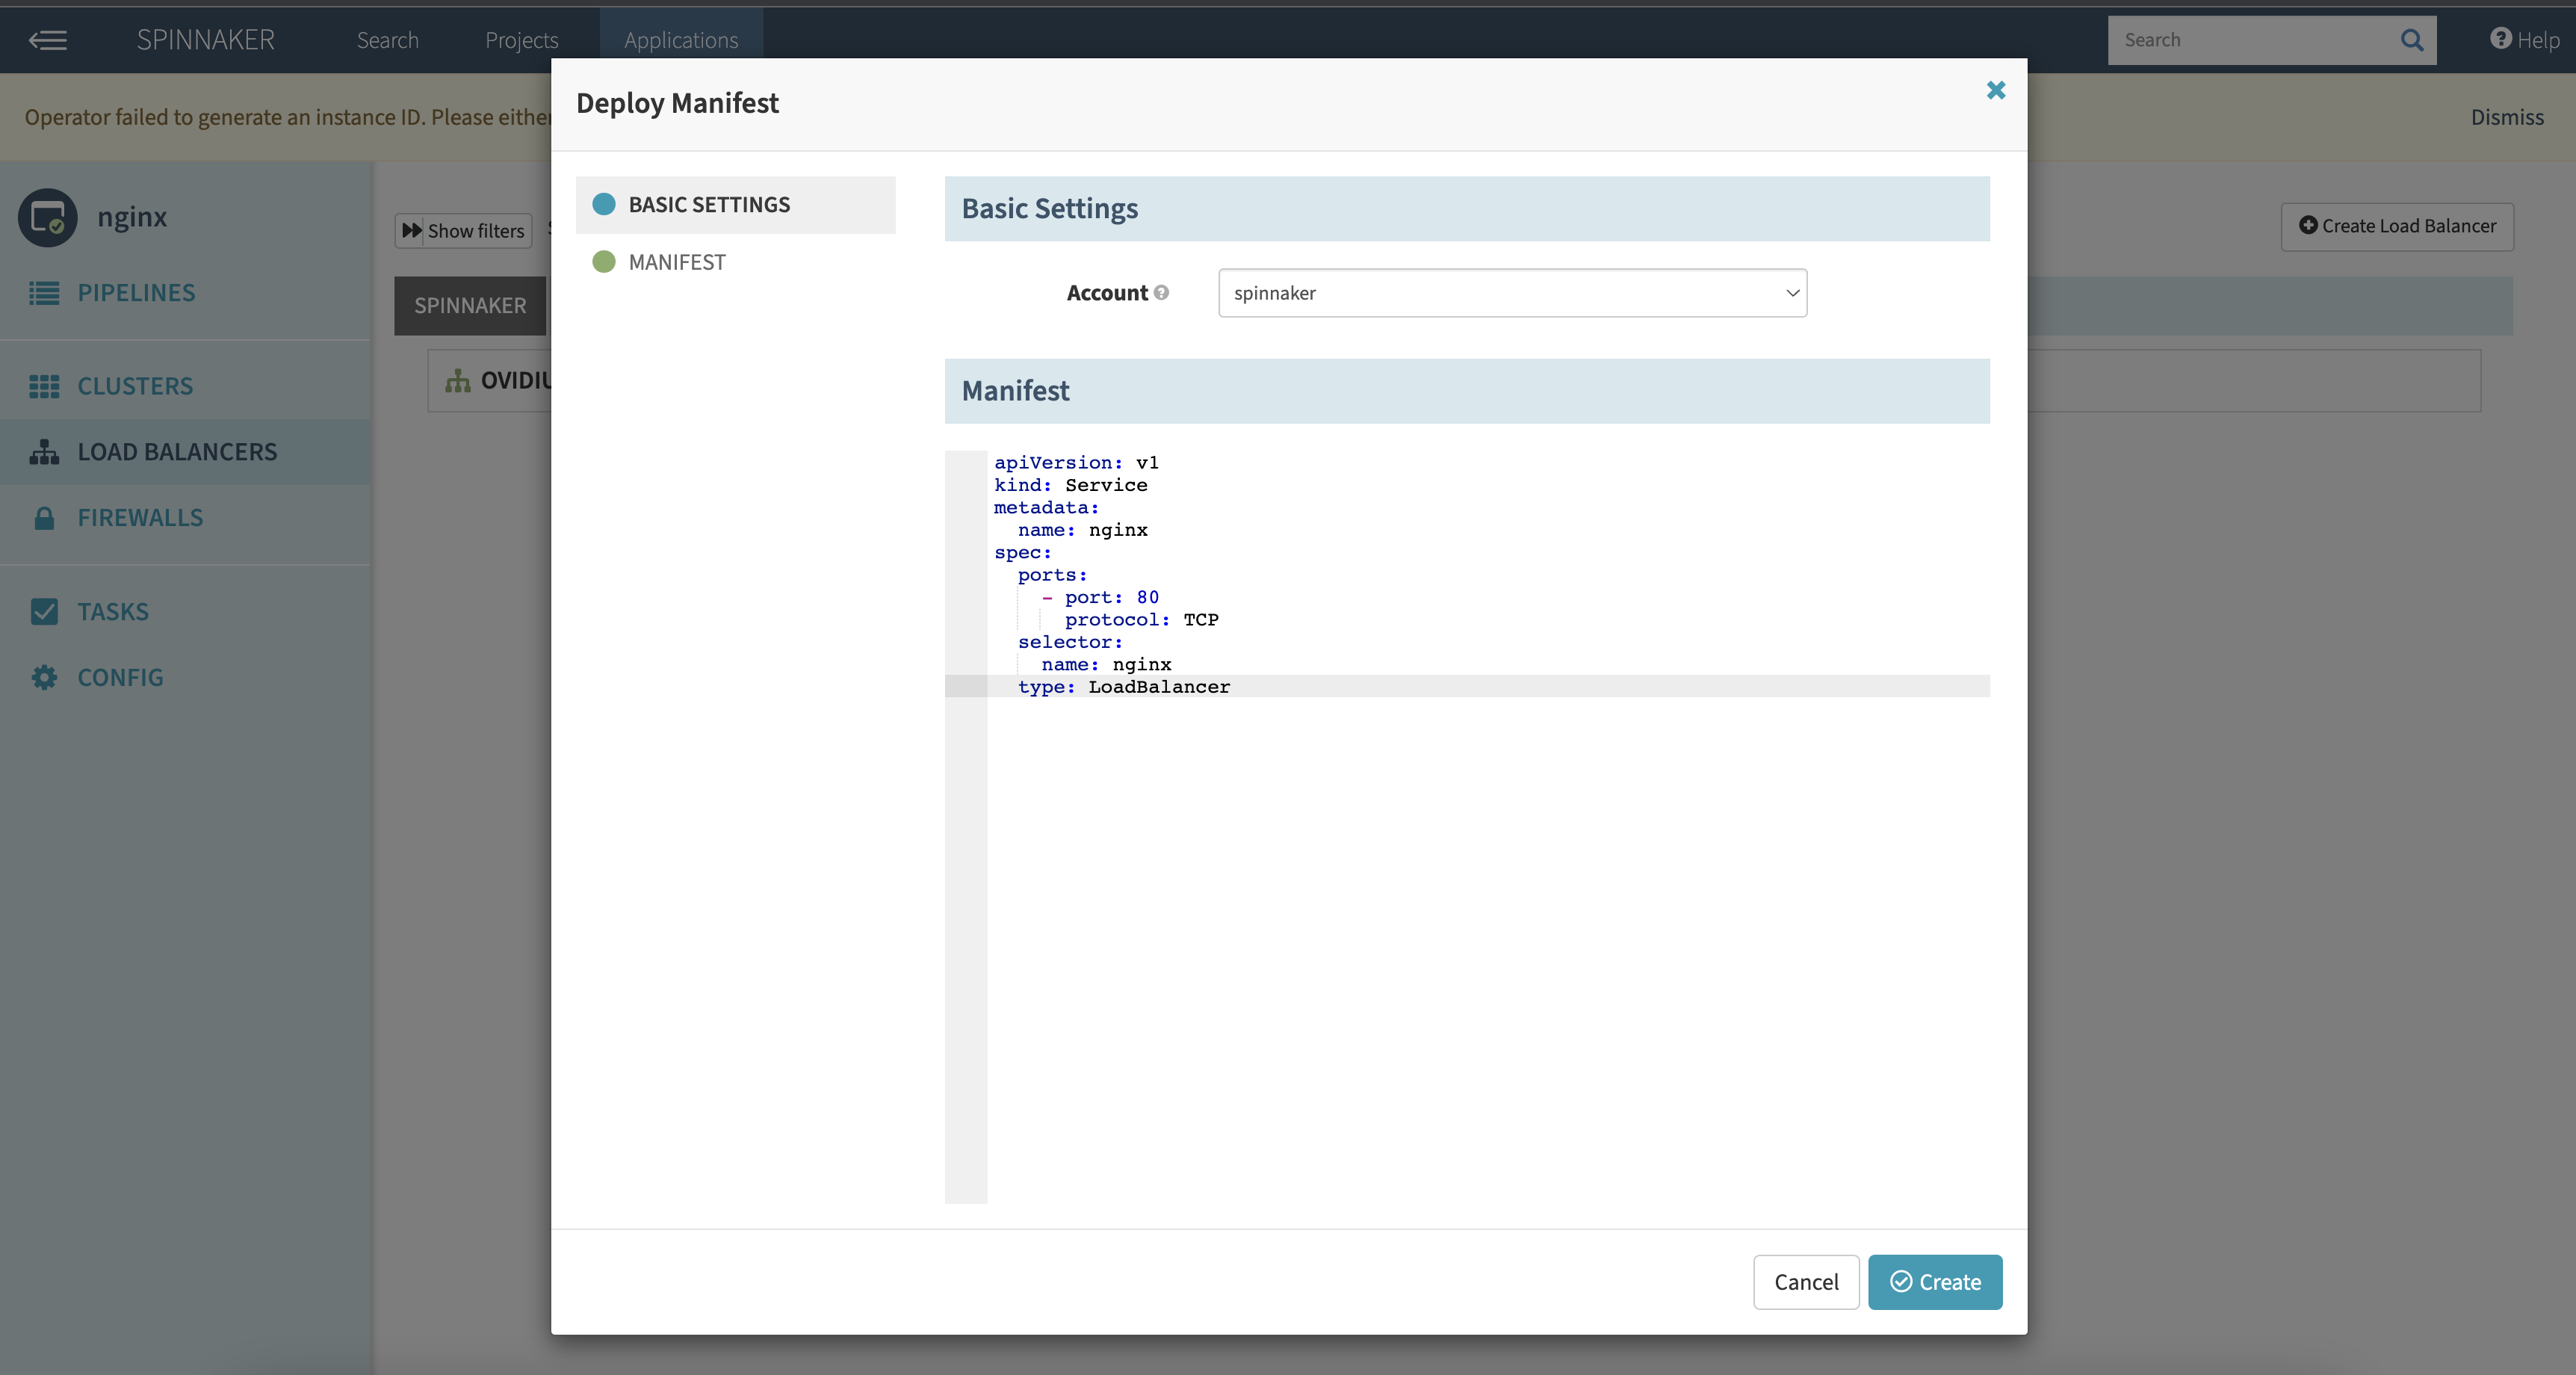 SPINNAKER Search Projects Applications Search Help
Operator failed to generate an instance ID. Please either Dismiss
nginx
PIPELINES
CLUSTERS
LOAD BALANCERS
FIREWALLS
TASKS
CONFIG
Show filters
Create Load Balancer
SPINNAKER
Deploy Manifest
BASIC SETTINGS
MANIFEST
Basic Settings
Account
spinnaker
Manifest
apiVersion: v1
kind: Service
metadata:
  name: nginx
spec:
  ports:
    - port: 80
      protocol: TCP
  selector:
    name: nginx
  type: LoadBalancer
Cancel
Create